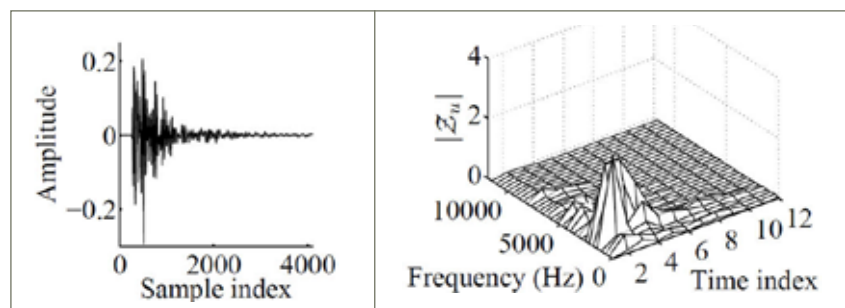 0.2
0
−0.2
Amplitude
0 2000 4000
Sample index
4
2
0
|Z_u|
10000
5000
0
Frequency (Hz)
2 4 6 8 10 12
Time index